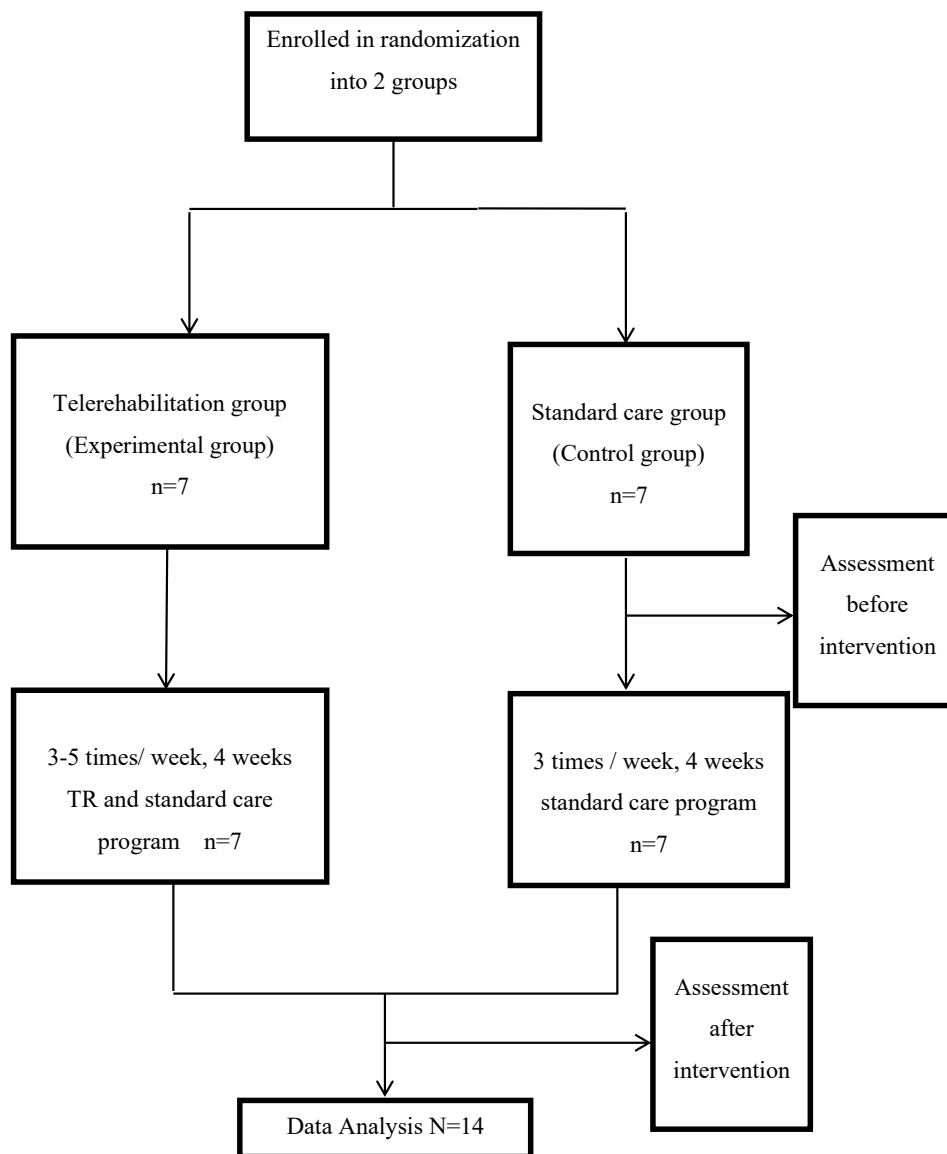 Enrolled in randomization
into 2 groups
Telerehabilitation group
(Experimental group)
n=7
Standard care group
(Control group)
n=7
Assessment
before
intervention
3-5 times/ week, 4 weeks
TR and standard care
program n=7
3 times / week, 4 weeks
standard care program
n=7
Assessment
after
intervention
Data Analysis N=14